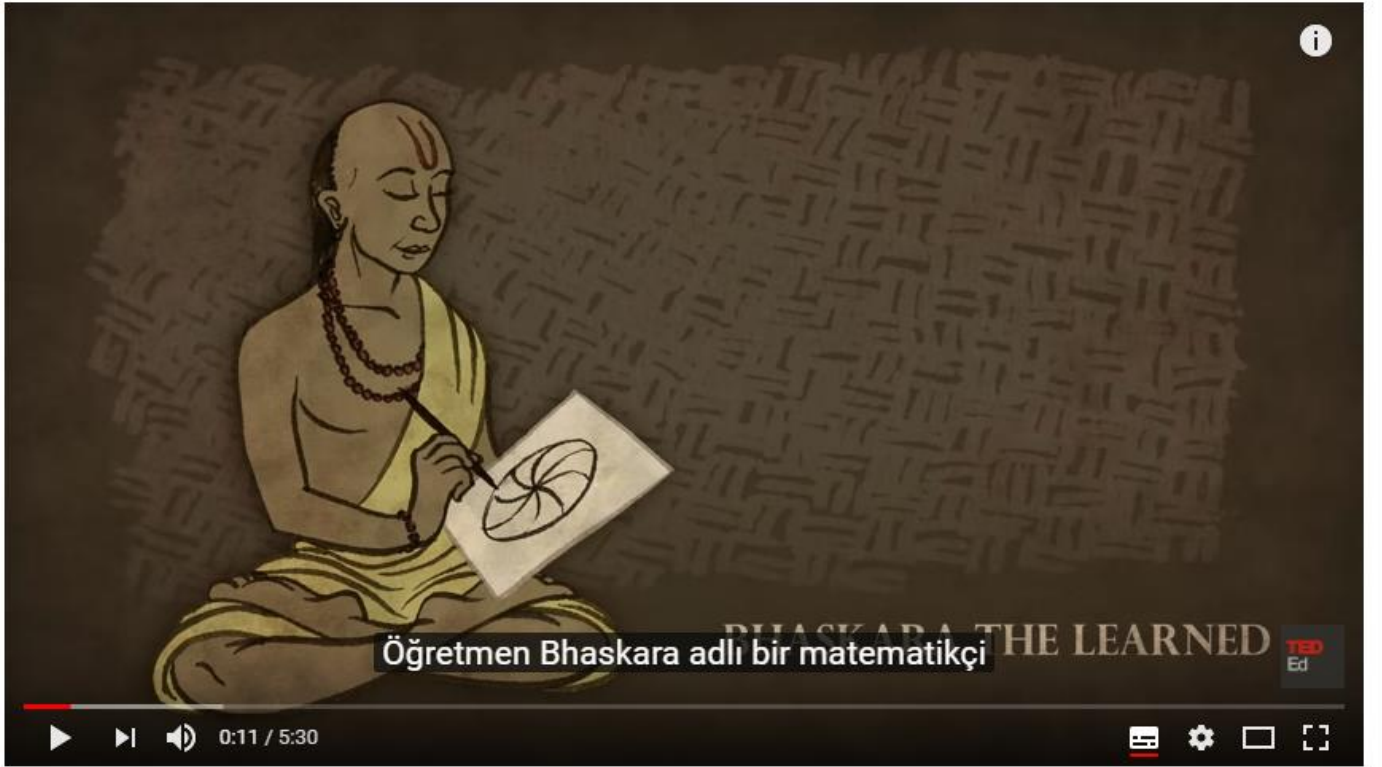 i
BHASKARA THE LEARNED
Öğretmen Bhaskara adlı bir matematikçi
TED
Ed
0:11 / 5:30